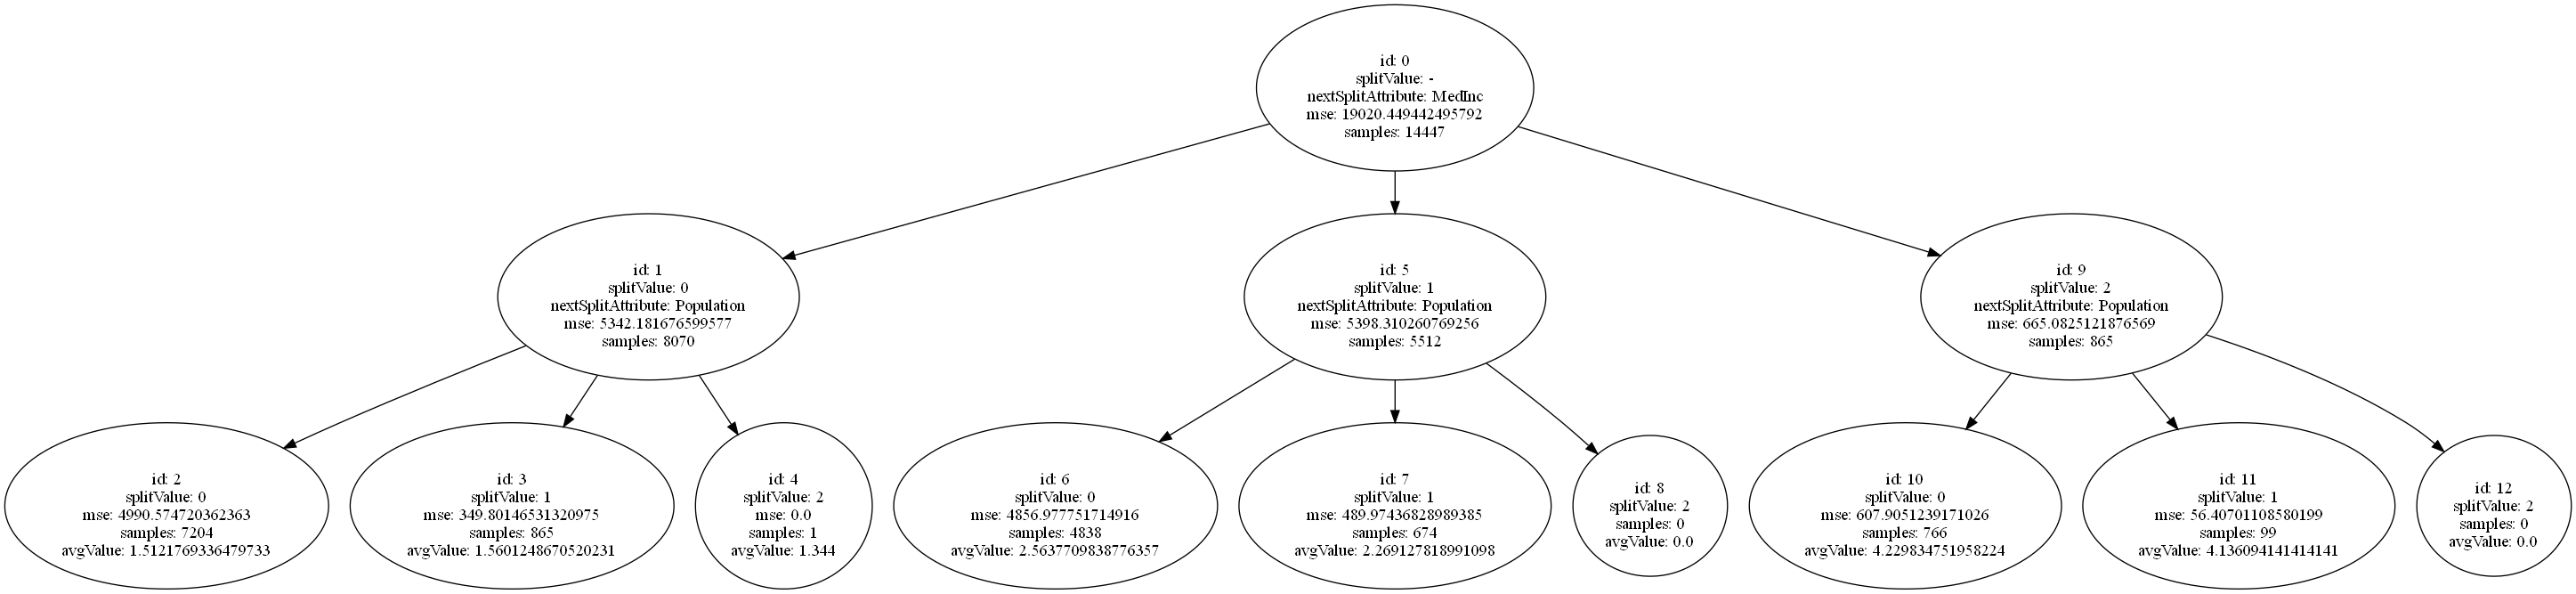 id: 0
splitValue: -
nextSplitAttribute: MedInc
mse: 19020.449442495792
samples: 14447
id: 1
splitValue: 0
nextSplitAttribute: Population
mse: 5342.181676599577
samples: 8070
id: 5
splitValue: 1
nextSplitAttribute: Population
mse: 5398.310260769256
samples: 5512
id: 9
splitValue: 2
nextSplitAttribute: Population
mse: 665.0825121876569
samples: 865
id: 2
splitValue: 0
mse: 4990.574720362363
samples: 7204
avgValue: 1.5121769336479733
id: 3
splitValue: 1
mse: 349.80146531320975
samples: 865
avgValue: 1.5601248670520231
id: 4
splitValue: 2
mse: 0.0
samples: 1
avgValue: 1.344
id: 6
splitValue: 0
mse: 4856.977751714916
samples: 4838
avgValue: 2.5637709838776357
id: 7
splitValue: 1
mse: 489.97436828989385
samples: 674
avgValue: 2.269127818991098
id: 8
splitValue: 2
samples: 0
avgValue: 0.0
id: 10
splitValue: 0
mse: 607.9051239171026
samples: 766
avgValue: 4.229834751958224
id: 11
splitValue: 1
mse: 56.40701108580199
samples: 99
avgValue: 4.136094141414141
id: 12
splitValue: 2
samples: 0
avgValue: 0.0